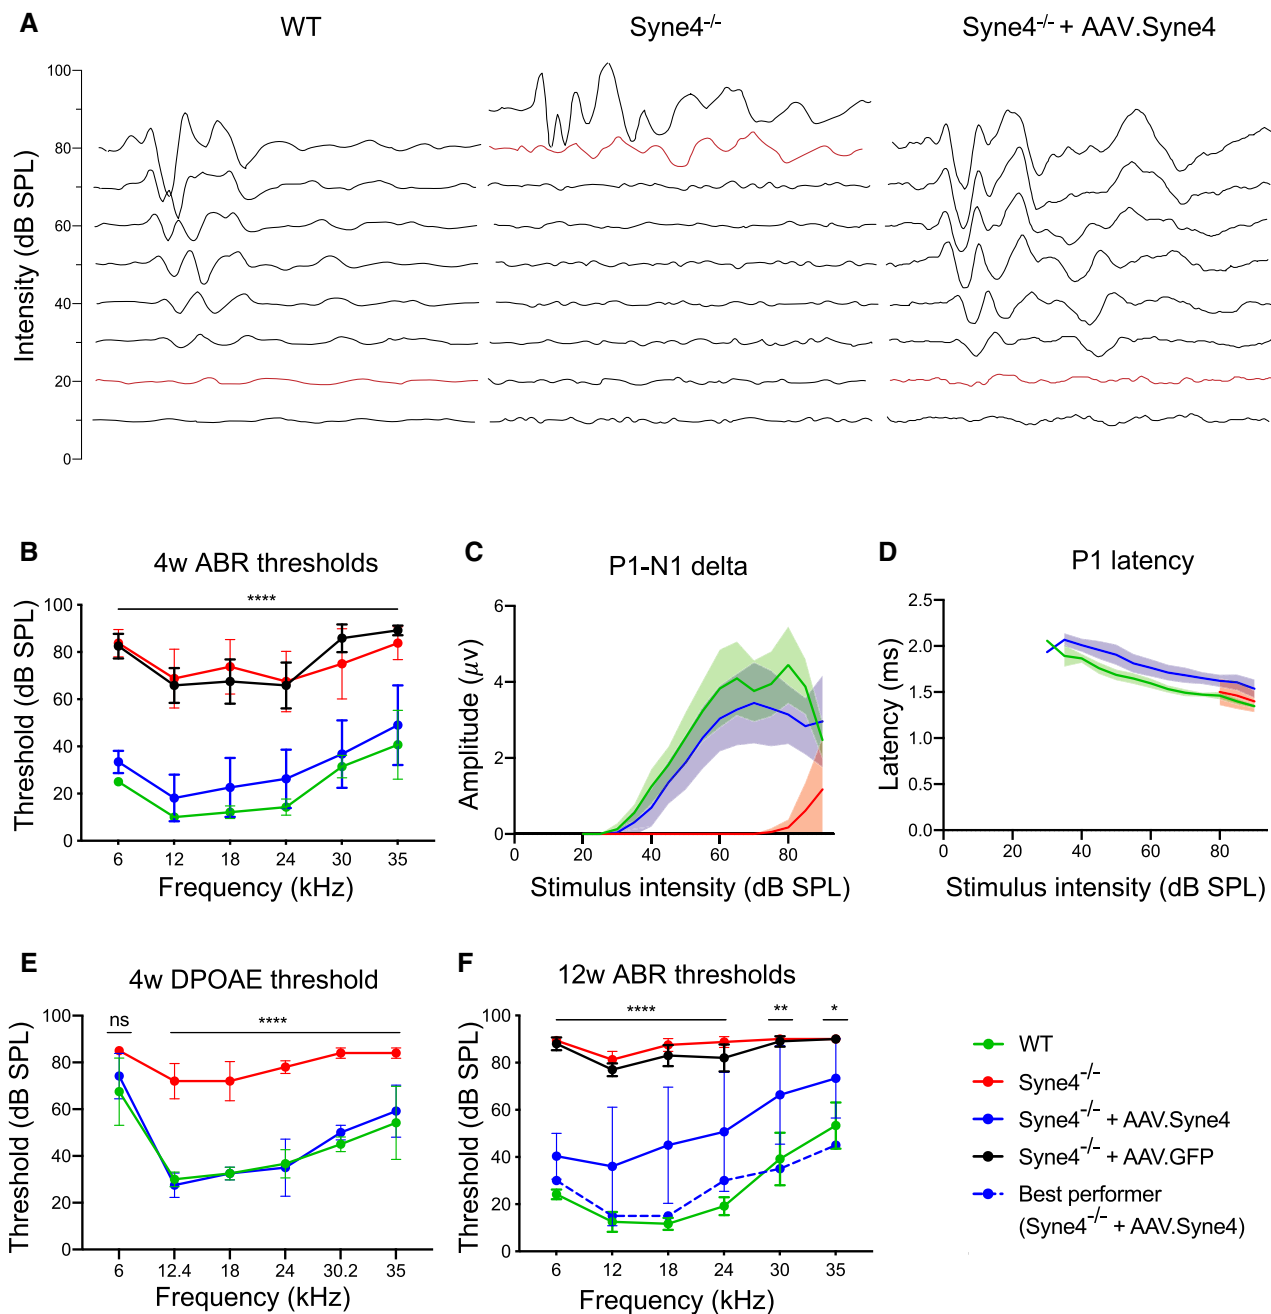 A
WT
Syne4-/-
Syne4-/- + AAV.Syne4
Intensity (dB SPL)
100
80
60
40
20
0
B
4w ABR thresholds
****
Threshold (dB SPL)
100
80
60
40
20
0
6 12 18 24 30 35
Frequency (kHz)
C
P1-N1 delta
Amplitude (μv)
6
4
2
0
0 20 40 60 80
Stimulus intensity (dB SPL)
D
P1 latency
Latency (ms)
2.5
2.0
1.5
1.0
0.5
0.0
0 20 40 60 80
Stimulus intensity (dB SPL)
E
4w DPOAE threshold
ns
****
Threshold (dB SPL)
100
80
60
40
20
0
6 12.4 18 24 30.2 35
Frequency (kHz)
F
12w ABR thresholds
**** ** *
Threshold (dB SPL)
100
80
60
40
20
0
6 12 18 24 30 35
Frequency (kHz)
WT
Syne4-/-
Syne4-/- + AAV.Syne4
Syne4-/- + AAV.GFP
Best performer
(Syne4-/- + AAV.Syne4)